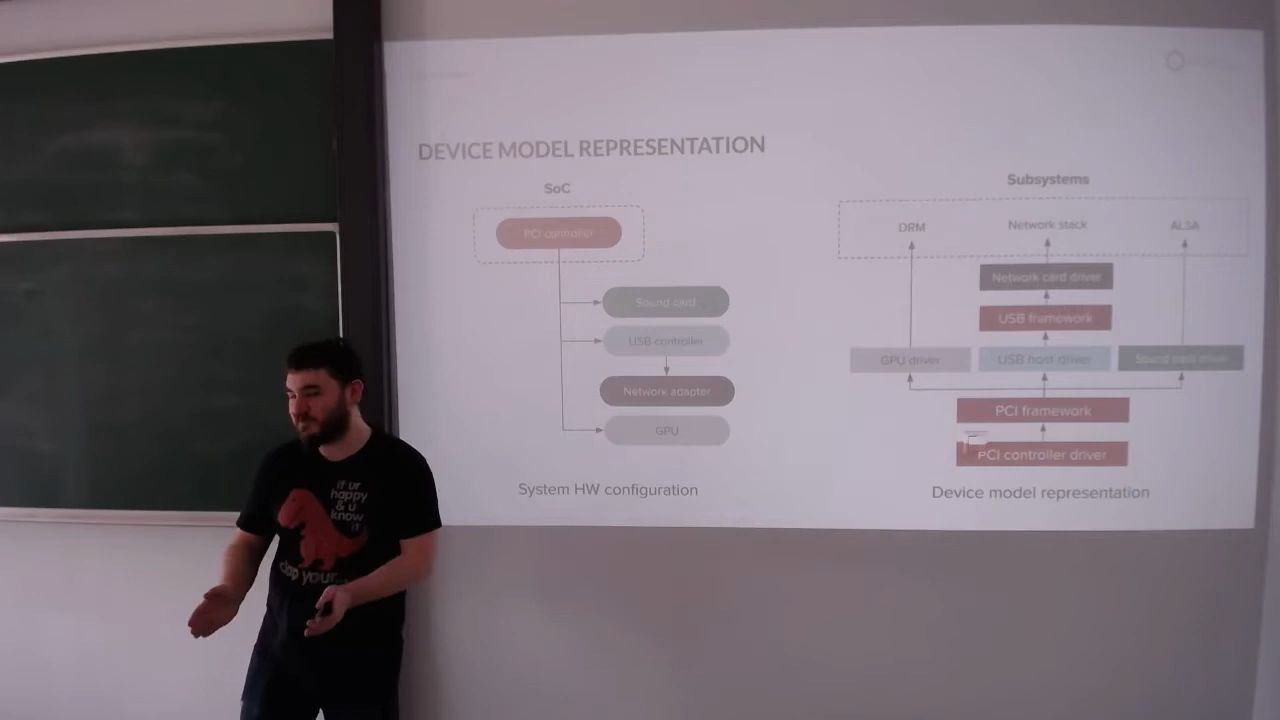 DEVICE MODEL REPRESENTATION
SoC
PCI controller
Sound card
USB controller
Network adapter
GPU
System HW configuration
Subsystems
DRM
Network stack
ALSA
Network card driver
USB framework
GPU driver
USB host driver
Sound card driver
PCI framework
PCI controller driver
Device model representation
if ur
happy
& u
know
it
clap your